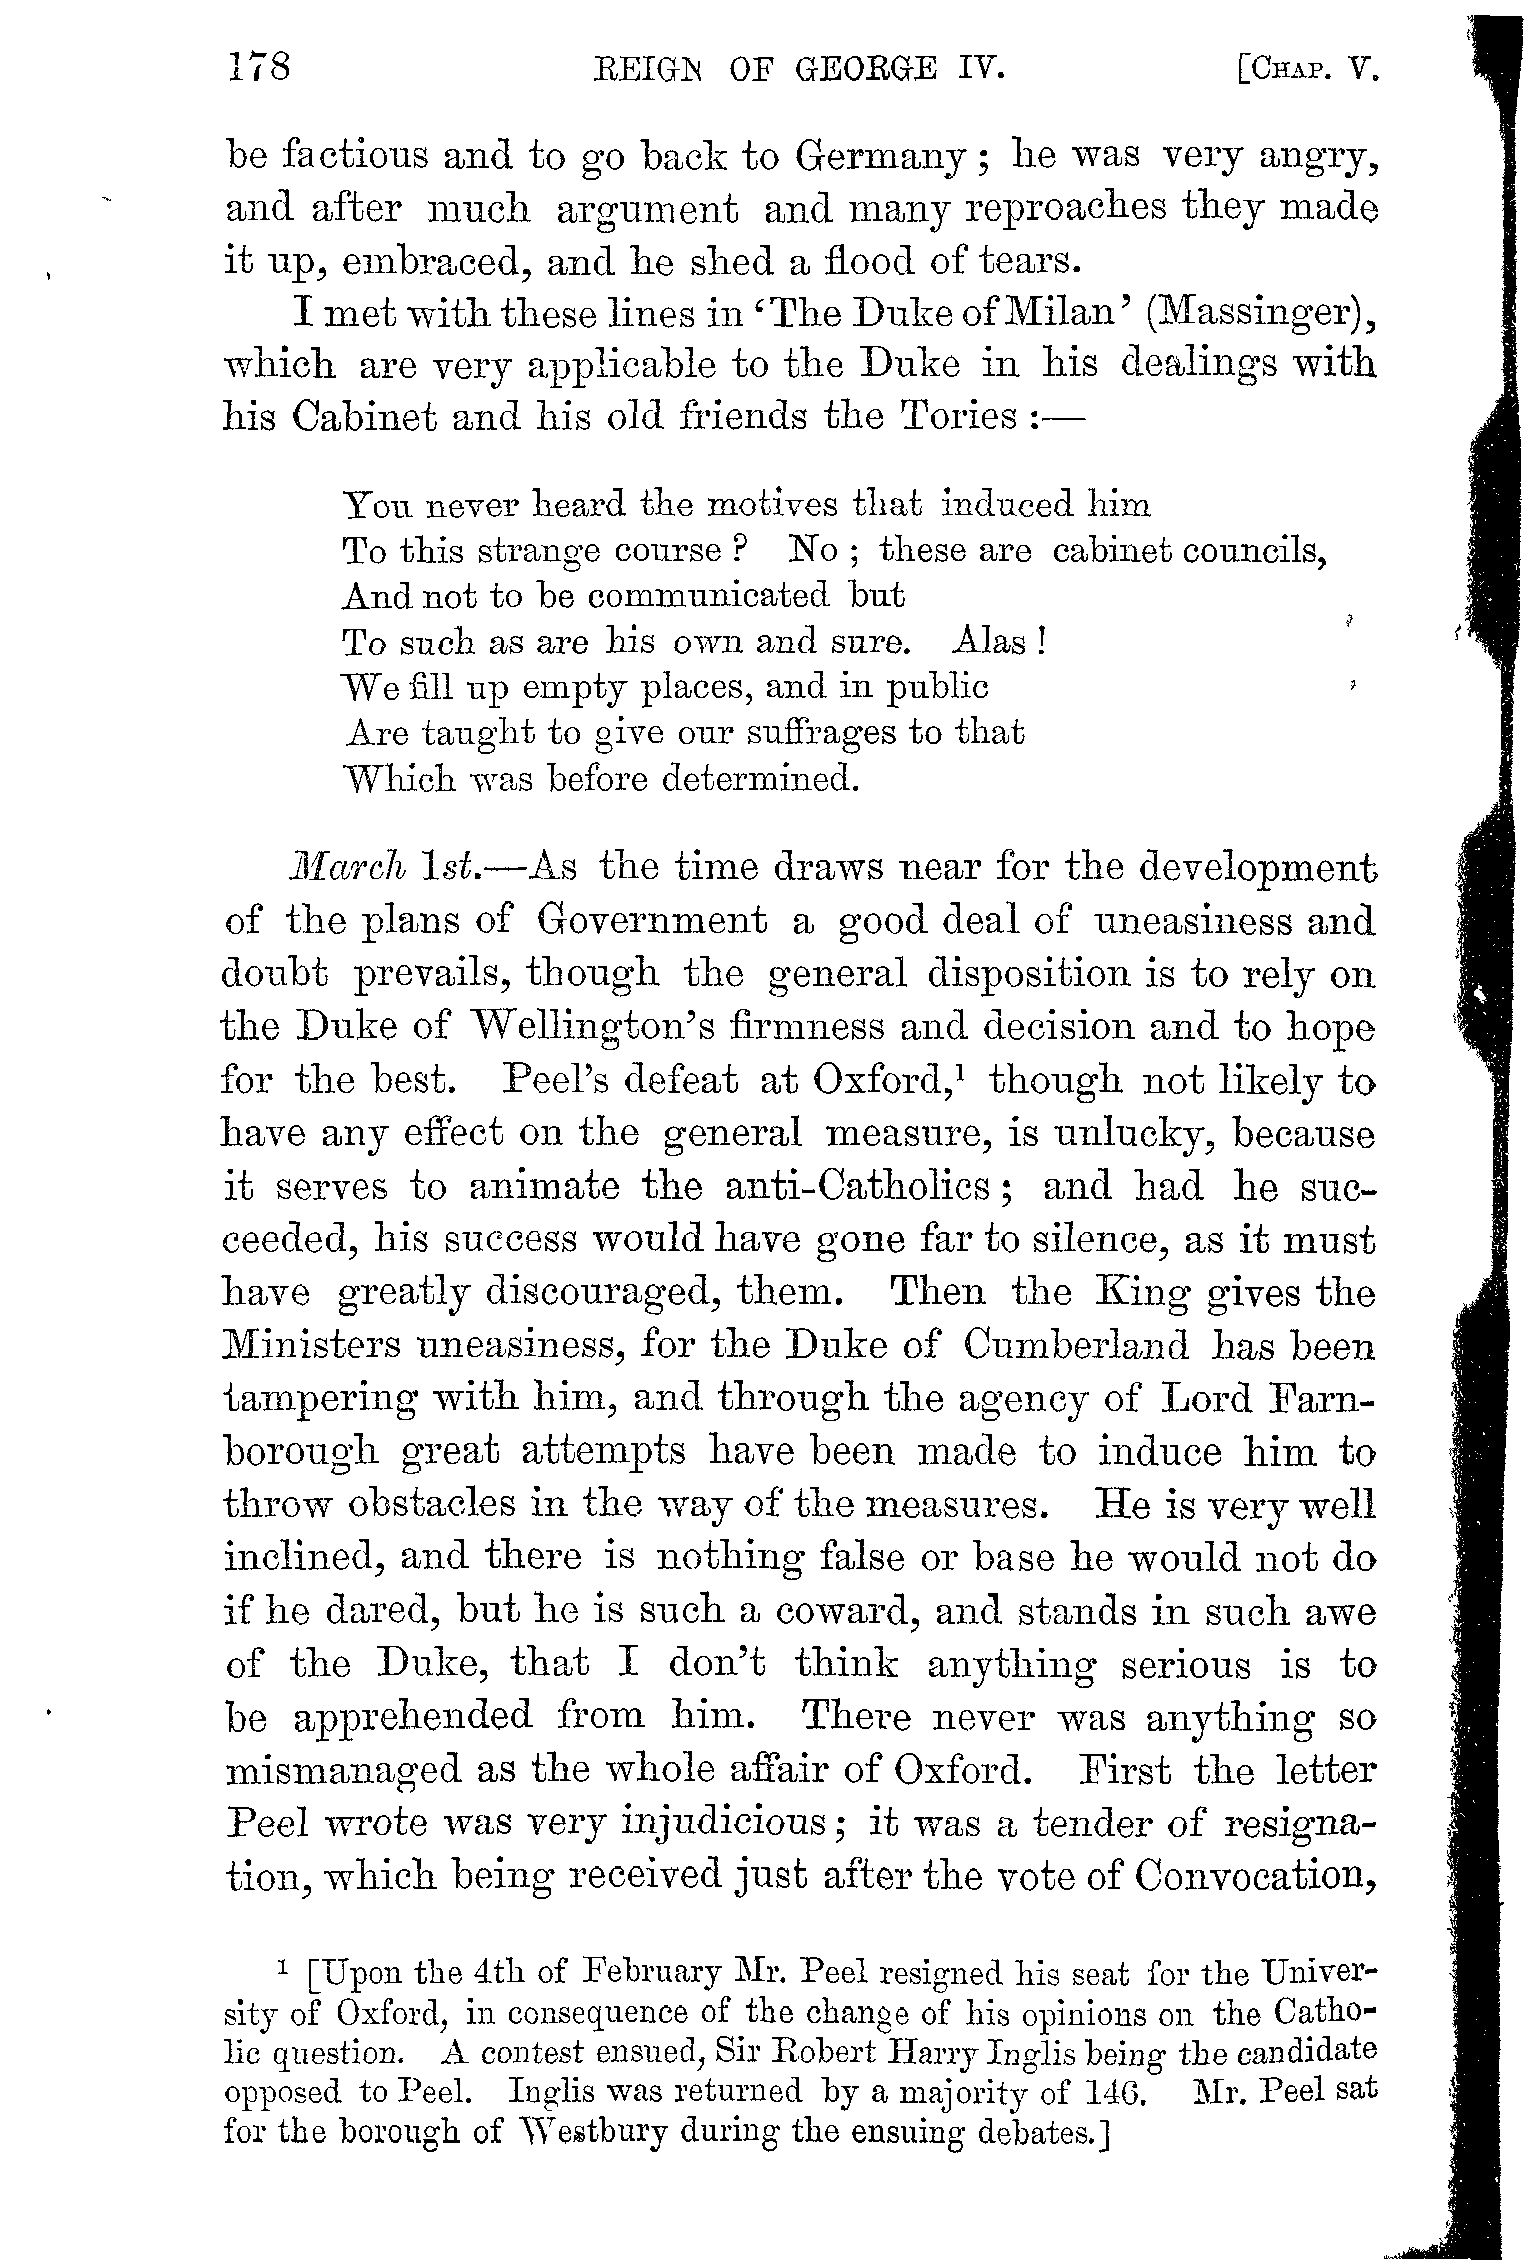 178 REIGN OF GEORGE IV. [CHAP. V.
be factious and to go back to Germany ; he was very angry,
and after much argument and many reproaches they made
it up, embraced, and he shed a flood of tears.
I met with these lines in ‘The Duke of Milan’ (Massinger),
which are very applicable to the Duke in his dealings with
his Cabinet and his old friends the Tories :—
You never heard the motives that induced him
To this strange course ? No ; these are cabinet councils,
And not to be communicated but
To such as are his own and sure. Alas !
We fill up empty places, and in public
Are taught to give our suffrages to that
Which was before determined.
March 1st.—As the time draws near for the development
of the plans of Government a good deal of uneasiness and
doubt prevails, though the general disposition is to rely on
the Duke of Wellington’s firmness and decision and to hope
for the best. Peel’s defeat at Oxford,¹ though not likely to
have any effect on the general measure, is unlucky, because
it serves to animate the anti-Catholics ; and had he suc-
ceeded, his success would have gone far to silence, as it must
have greatly discouraged, them. Then the King gives the
Ministers uneasiness, for the Duke of Cumberland has been
tampering with him, and through the agency of Lord Farn-
borough great attempts have been made to induce him to
throw obstacles in the way of the measures. He is very well
inclined, and there is nothing false or base he would not do
if he dared, but he is such a coward, and stands in such awe
of the Duke, that I don’t think anything serious is to
be apprehended from him. There never was anything so
mismanaged as the whole affair of Oxford. First the letter
Peel wrote was very injudicious ; it was a tender of resigna-
tion, which being received just after the vote of Convocation,
¹ [Upon the 4th of February Mr. Peel resigned his seat for the Univer-
sity of Oxford, in consequence of the change of his opinions on the Catho-
lic question. A contest ensued, Sir Robert Harry Inglis being the candidate
opposed to Peel. Inglis was returned by a majority of 146. Mr. Peel sat
for the borough of Westbury during the ensuing debates.]